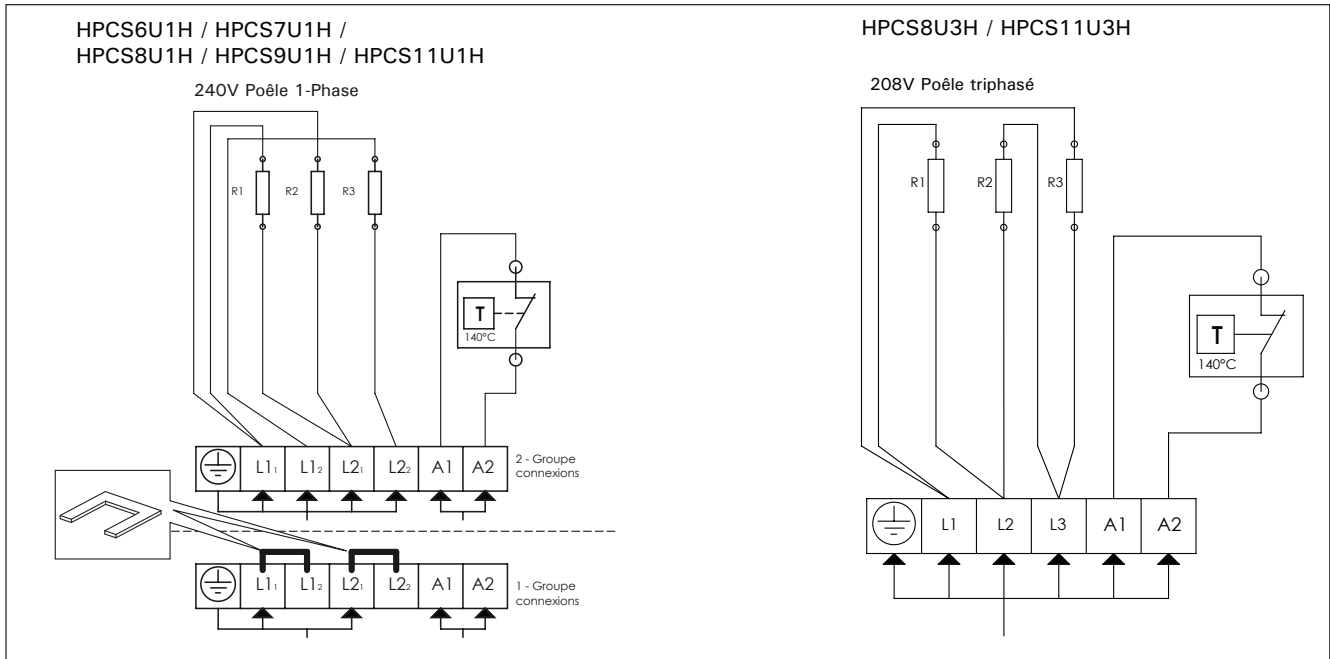 HPCS6U1H / HPCS7U1H /
HPCS8U1H / HPCS9U1H / HPCS11U1H
240V Poêle 1-Phase
R1 R2 R3
T
140°C
L1₁ L1₂ L2₁ L2₂ A1 A2
2 - Groupe
connexions
L1₁ L1₂ L2₁ L2₂ A1 A2
1 - Groupe
connexions
HPCS8U3H / HPCS11U3H
208V Poêle triphasé
R1 R2 R3
T
140°C
L1 L2 L3 A1 A2